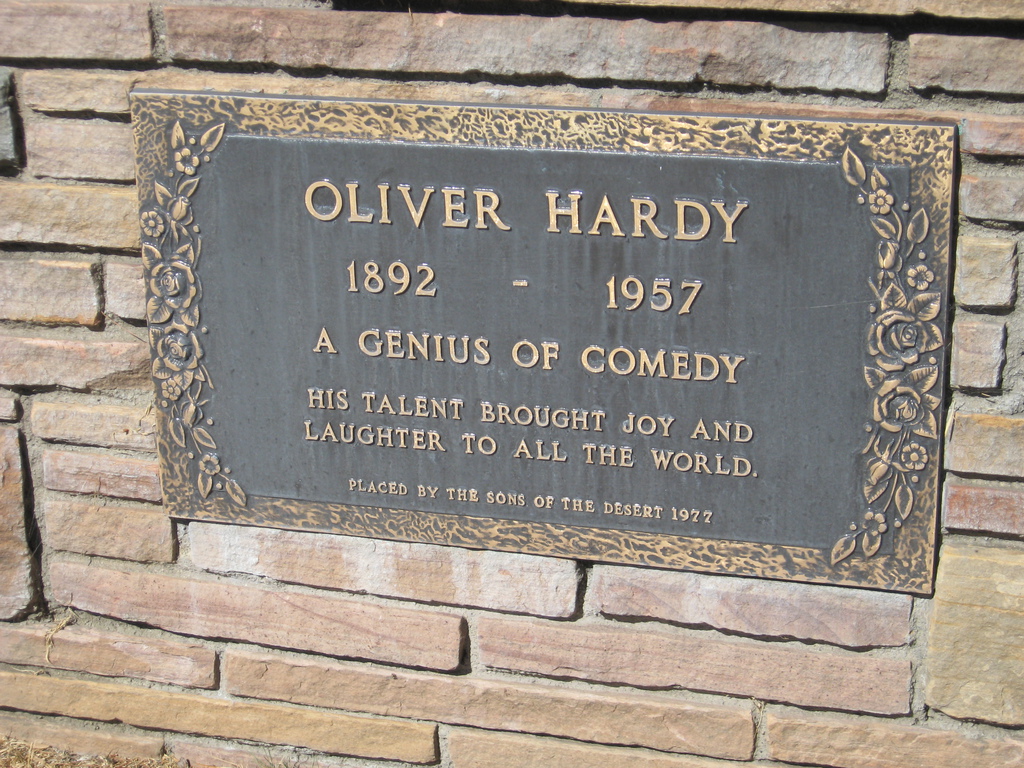 OLIVER HARDY
1892 - 1957
A GENIUS OF COMEDY
HIS TALENT BROUGHT JOY AND
LAUGHTER TO ALL THE WORLD.
PLACED BY THE SONS OF THE DESERT 1977